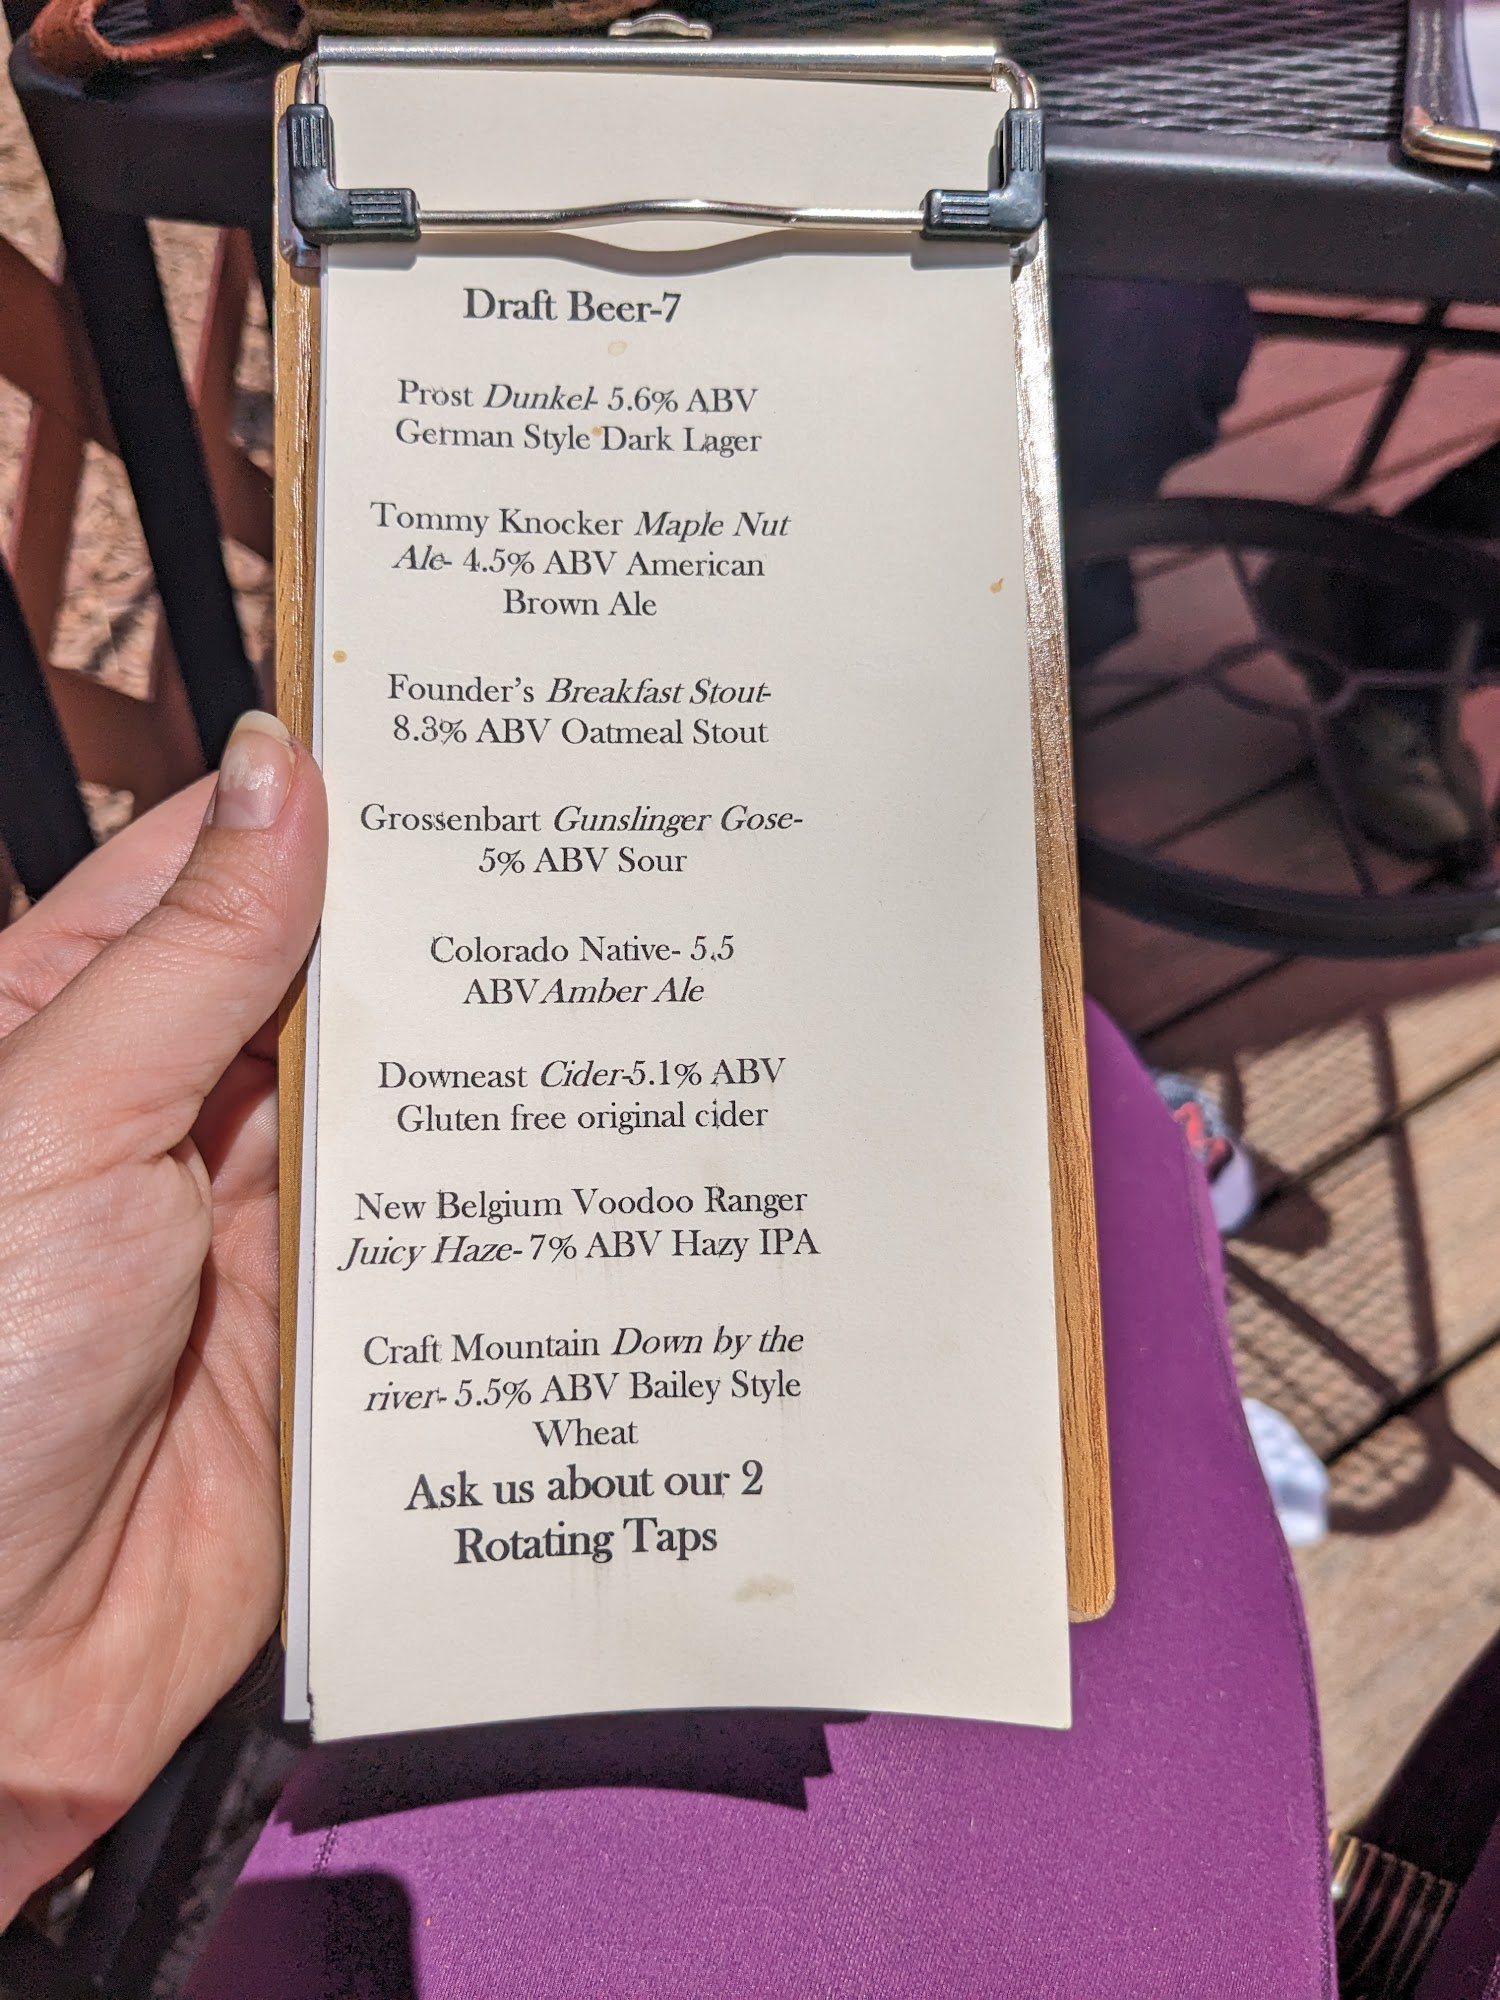 Draft Beer-7
Prost Dunkel- 5.6% ABV
German Style Dark Lager
Tommy Knocker Maple Nut
Ale- 4.5% ABV American
Brown Ale
Founder's Breakfast Stout-
8.3% ABV Oatmeal Stout
Grossenbart Gunslinger Gose-
5% ABV Sour
Colorado Native- 5.5
ABV Amber Ale
Downeast Cider-5.1% ABV
Gluten free original cider
New Belgium Voodoo Ranger
Juicy Haze- 7% ABV Hazy IPA
Craft Mountain Down by the
river- 5.5% ABV Bailey Style
Wheat
Ask us about our 2
Rotating Taps